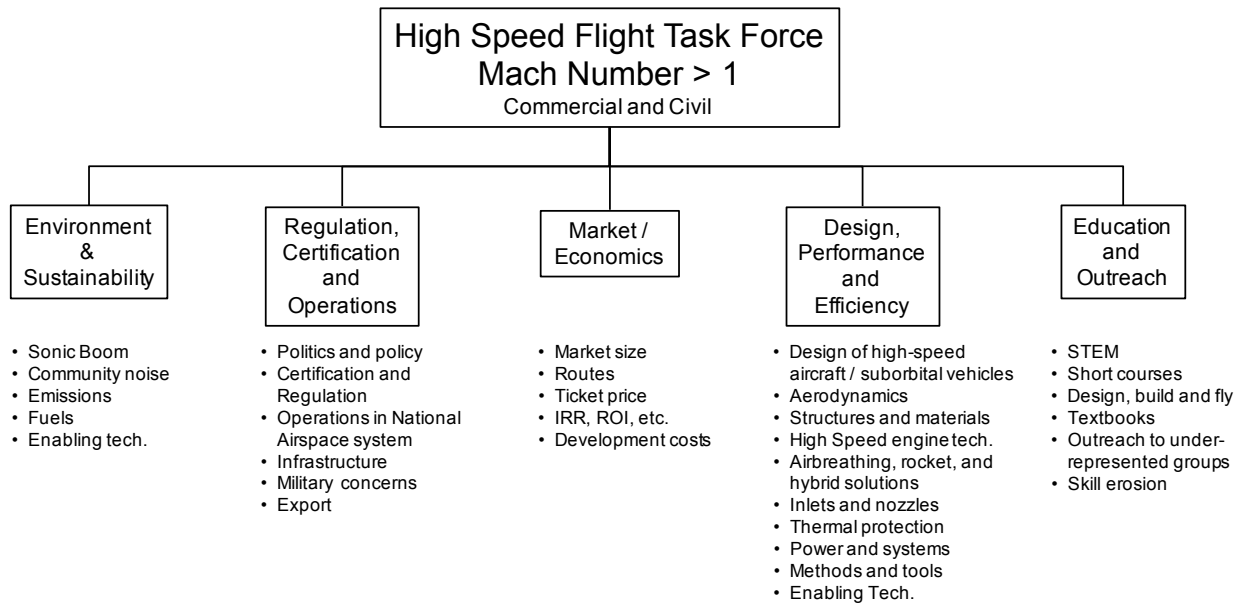 High Speed Flight Task Force
Mach Number > 1
Commercial and Civil
Environment
&
Sustainability
• Sonic Boom
• Community noise
• Emissions
• Fuels
• Enabling tech.
Regulation,
Certification
and
Operations
• Politics and policy
• Certification and
Regulation
• Operations in National
Airspace system
• Infrastructure
• Military concerns
• Export
Market /
Economics
• Market size
• Routes
• Ticket price
• IRR, ROI, etc.
• Development costs
Design,
Performance
and
Efficiency
• Design of high-speed
aircraft / suborbital vehicles
• Aerodynamics
• Structures and materials
• High Speed engine tech.
• Airbreathing, rocket, and
hybrid solutions
• Inlets and nozzles
• Thermal protection
• Power and systems
• Methods and tools
• Enabling Tech.
Education
and
Outreach
• STEM
• Short courses
• Design, build and fly
• Textbooks
• Outreach to under-
represented groups
• Skill erosion